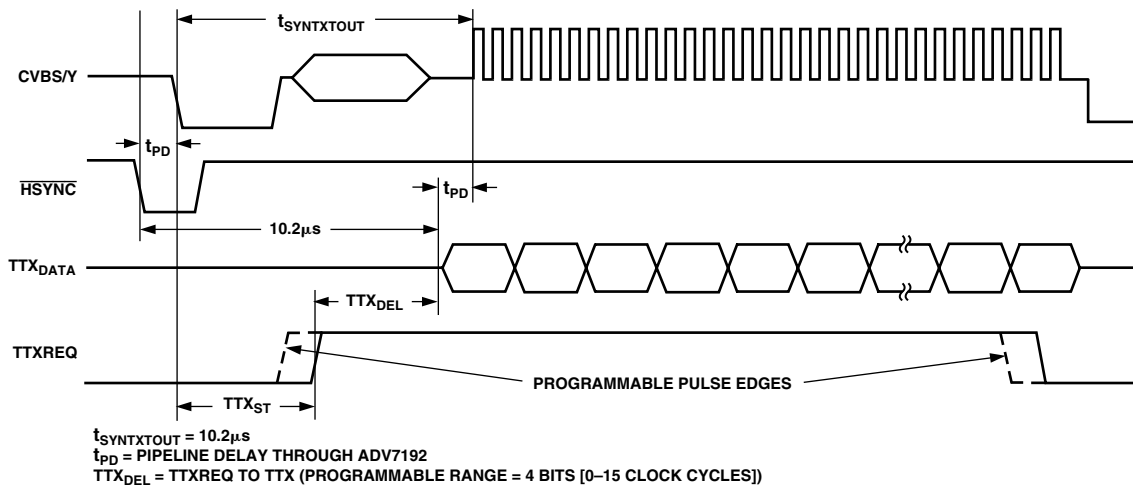 tSYNTXTOUT
CVBS/Y
tPD
HSYNC
tPD
10.2μs
TTXDATA
TTXDEL
TTXREQ
PROGRAMMABLE PULSE EDGES
TTXST
tSYNTXTOUT = 10.2μs
tPD = PIPELINE DELAY THROUGH ADV7192
TTXDEL = TTXREQ TO TTX (PROGRAMMABLE RANGE = 4 BITS [0–15 CLOCK CYCLES])